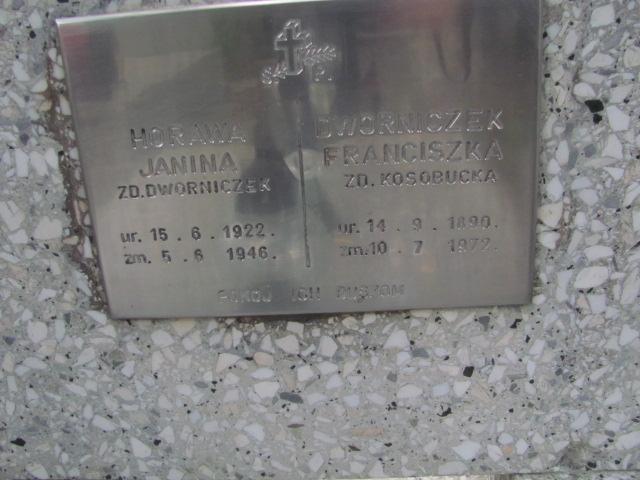 Ś. P.
HORAWA
JANINA
ZD. DWORNICZEK
ur. 15 . 6 . 1922.
zm. 5 . 6 1946.
DWORNICZEK
FRANCISZKA
ZD. KOSOBUCKA
ur. 14 . 9 . 1890.
zm. 10 . 7 1972.
POKÓJ ICH DUSZOM